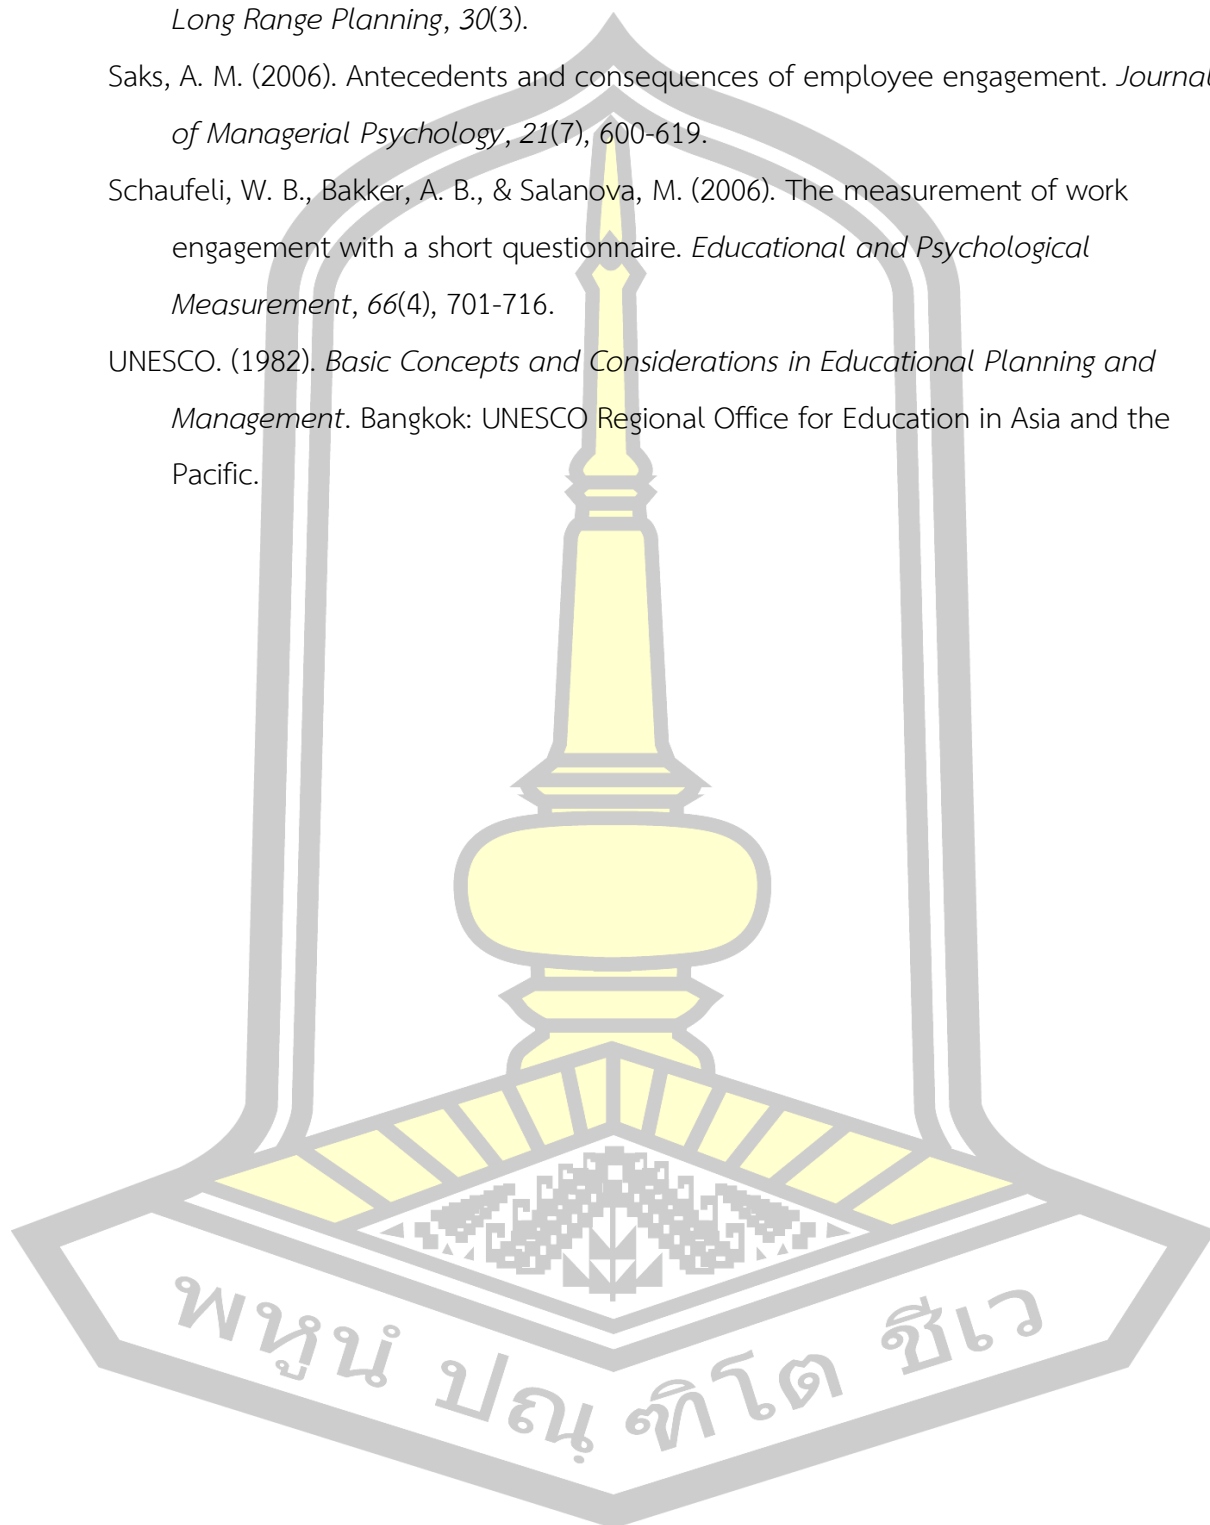 Long Range Planning, 30(3).
Saks, A. M. (2006). Antecedents and consequences of employee engagement. Journal
of Managerial Psychology, 21(7), 600-619.
Schaufeli, W. B., Bakker, A. B., & Salanova, M. (2006). The measurement of work
engagement with a short questionnaire. Educational and Psychological
Measurement, 66(4), 701-716.
UNESCO. (1982). Basic Concepts and Considerations in Educational Planning and
Management. Bangkok: UNESCO Regional Office for Education in Asia and the
Pacific.
พหูนํ ปณฺฑิโต ชีเว